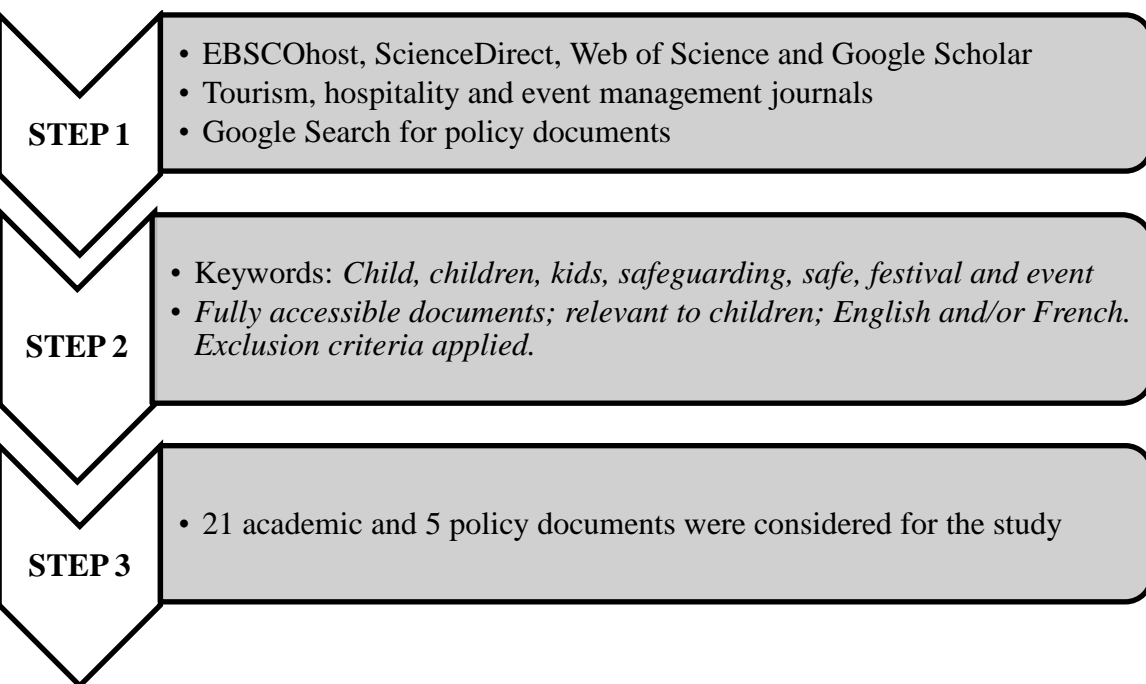 STEP 1
• EBSCOhost, ScienceDirect, Web of Science and Google Scholar
• Tourism, hospitality and event management journals
• Google Search for policy documents
STEP 2
• Keywords: Child, children, kids, safeguarding, safe, festival and event
• Fully accessible documents; relevant to children; English and/or French.
Exclusion criteria applied.
STEP 3
• 21 academic and 5 policy documents were considered for the study